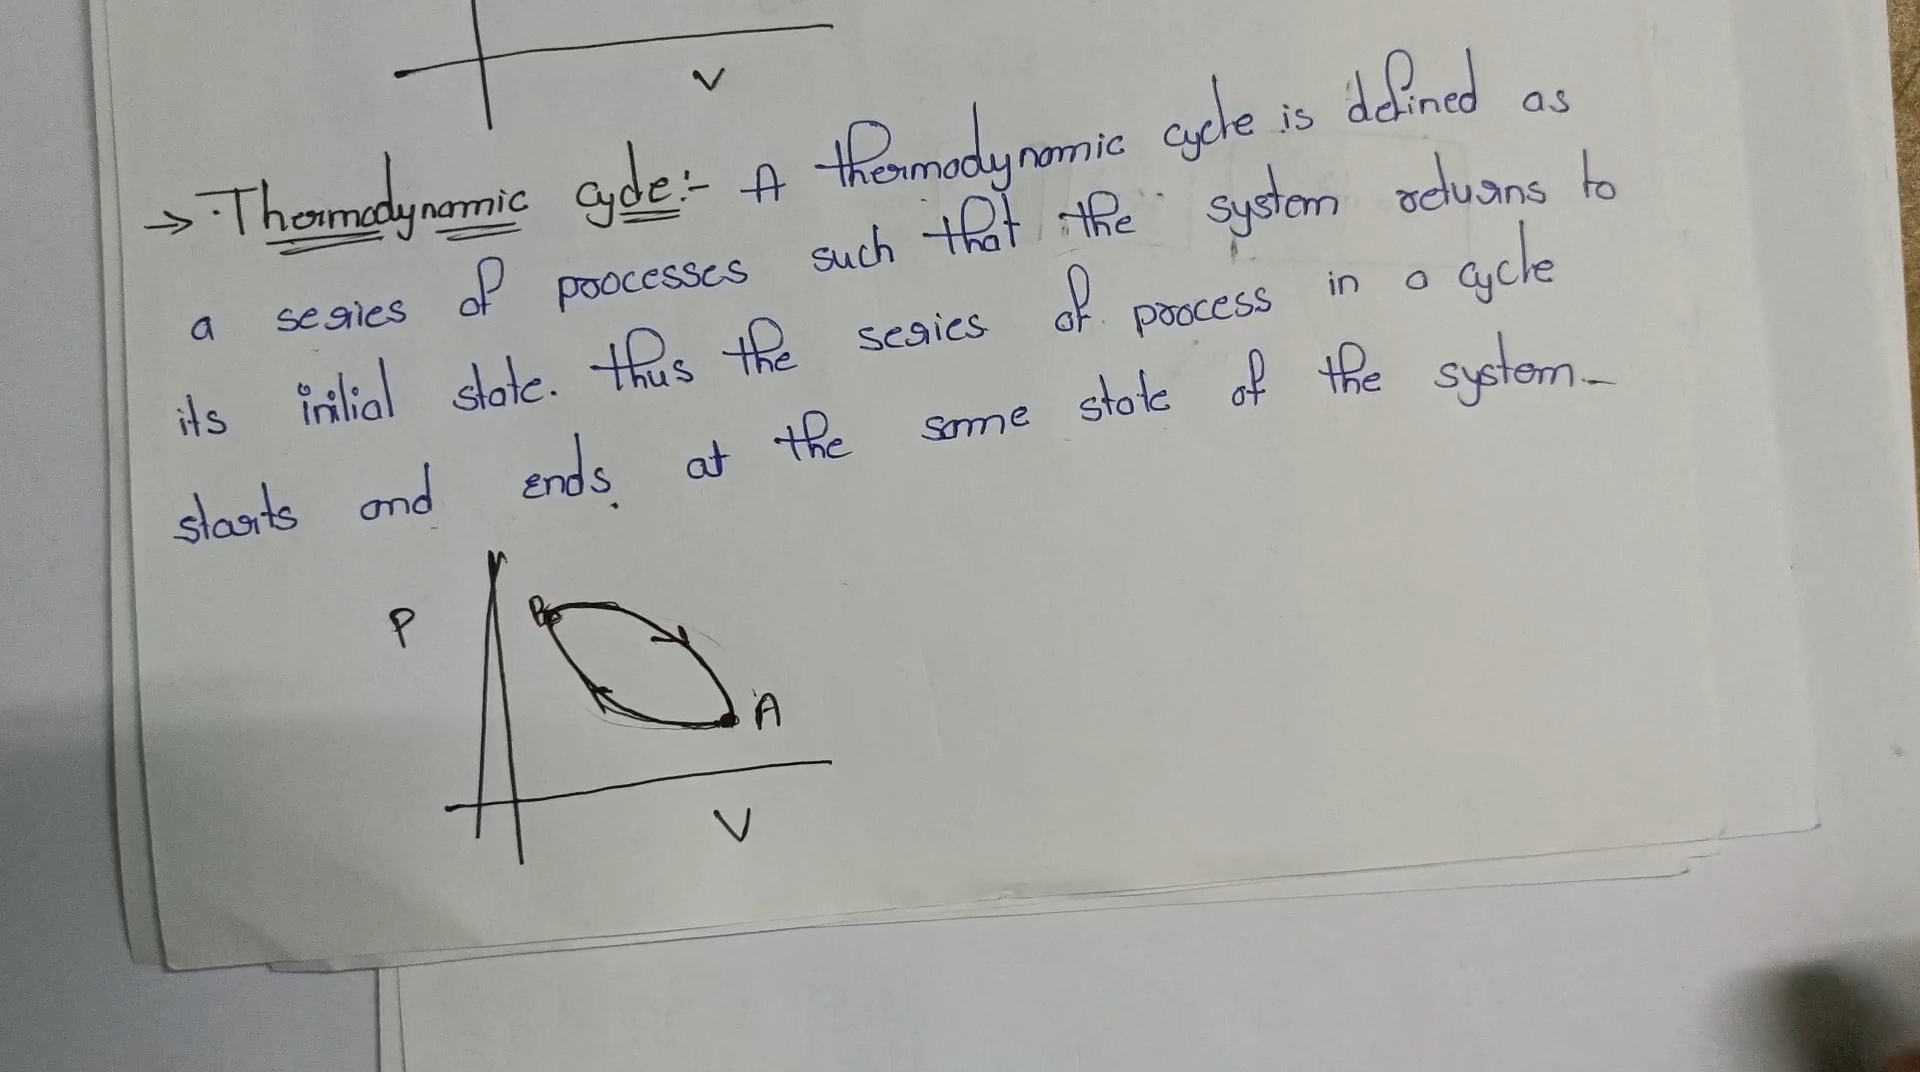 V
→ Thermodynamic cycle:- A thermodynamic cycle is defined as
a series of processes such that the system returns to
its initial state. thus the series of process in a cycle
starts and ends at the same state of the system.
P
B
A
V